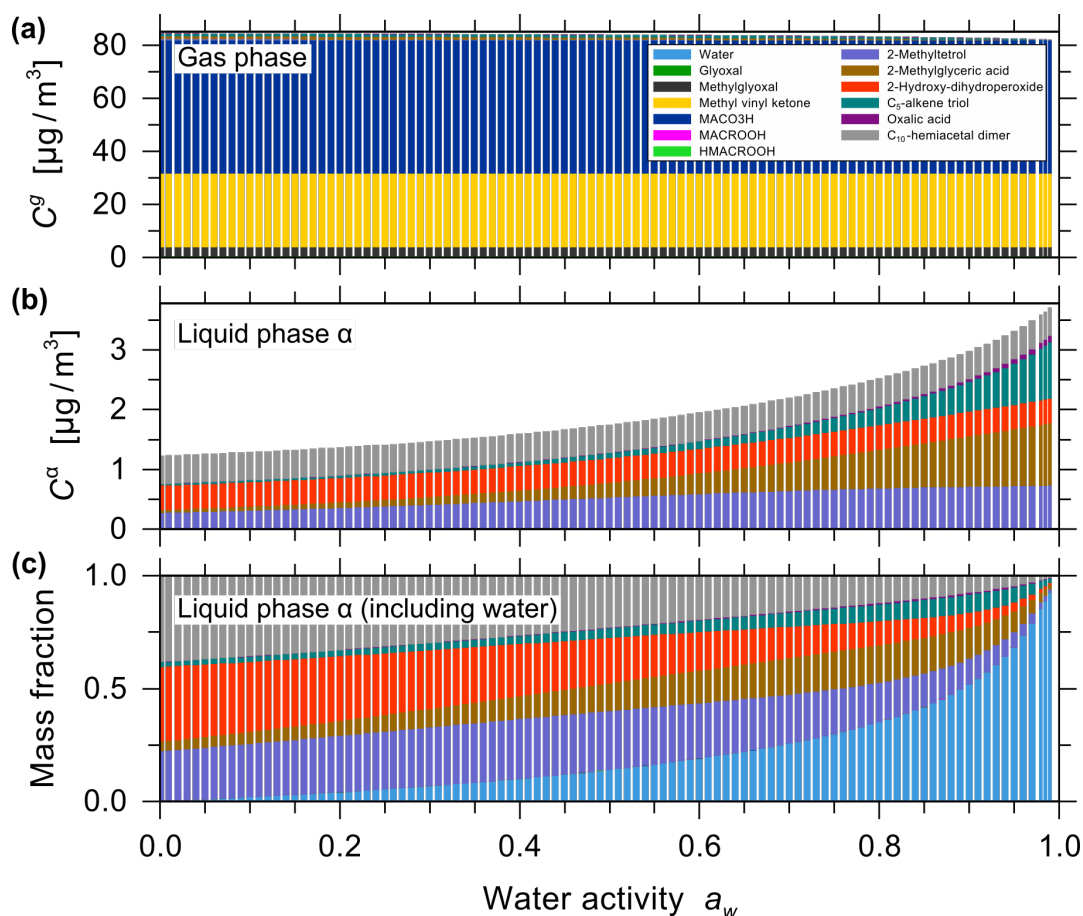 (a)
Gas phase
C^g [µg / m³]
80
60
40
20
0
Water
Glyoxal
Methylglyoxal
Methyl vinyl ketone
MACO3H
MACROOH
HMACROOH
2-Methyltetrol
2-Methylglyceric acid
2-Hydroxy-dihydroperoxide
C₅-alkene triol
Oxalic acid
C₁₀-hemiacetal dimer
(b)
Liquid phase α
C^α [µg / m³]
3
2
1
0
(c)
Liquid phase α (including water)
Mass fraction
1.0
0.5
0.0
0.0 0.2 0.4 0.6 0.8 1.0
Water activity a_w